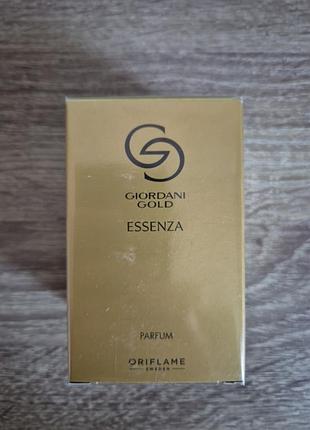 GIORDANI
GOLD
ESSENZA
PARFUM
ORIFLAME
SWEDEN